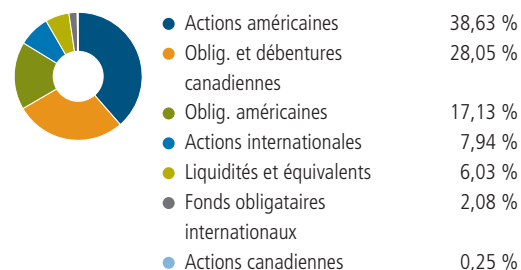 Actions américaines 38,63 %
Oblig. et débentures 28,05 %
canadiennes
Oblig. américaines 17,13 %
Actions internationales 7,94 %
Liquidités et équivalents 6,03 %
Fonds obligataires 2,08 %
internationaux
Actions canadiennes 0,25 %